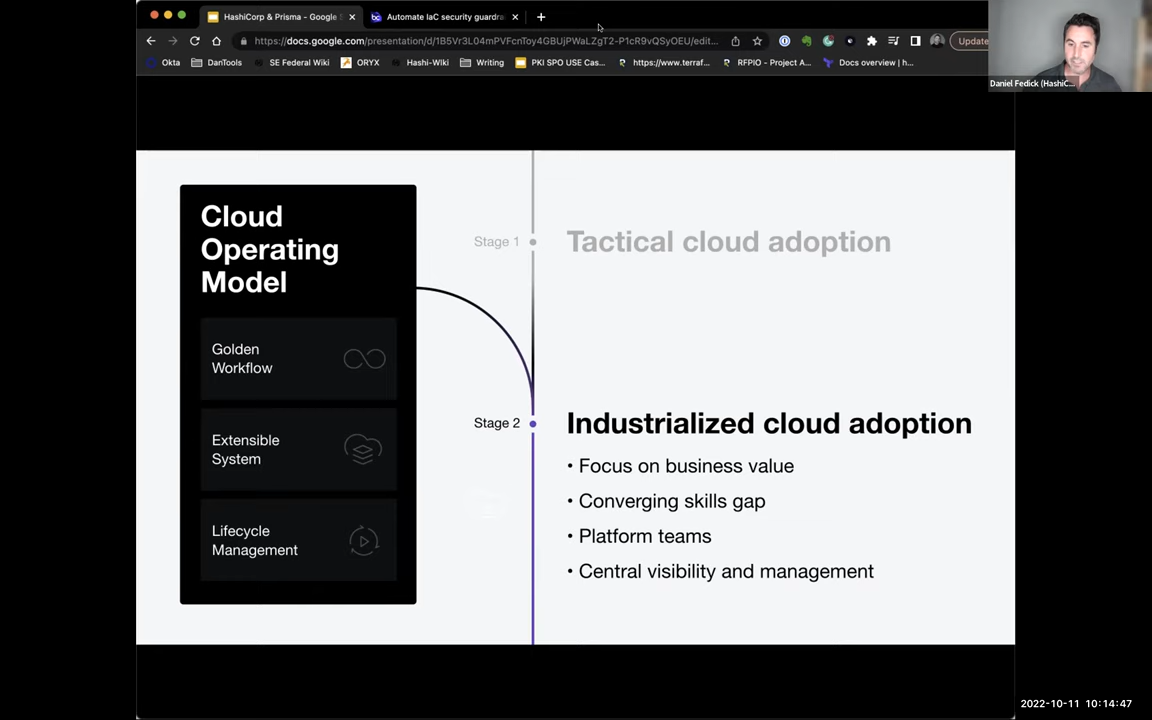 HashiCorp & Prisma - Google
Automate IaC security guardra
https://docs.google.com/presentation/d/1B5Vr3L04mPVFcnToy4GBUjPWaLZgT2-P1cR9vQSyOEU/edit...
Update
Okta
DanTools
SE Federal Wiki
ORYX
Hashi-Wiki
Writing
PKI SPO USE Cas...
https://www.terraf...
RFPIO - Project A...
Docs overview | h...
Daniel Fedick (HashiC...
Cloud
Operating
Model
Golden
Workflow
Extensible
System
Lifecycle
Management
Stage 1
Tactical cloud adoption
Stage 2
Industrialized cloud adoption
• Focus on business value
• Converging skills gap
• Platform teams
• Central visibility and management
2022-10-11 10:14:47